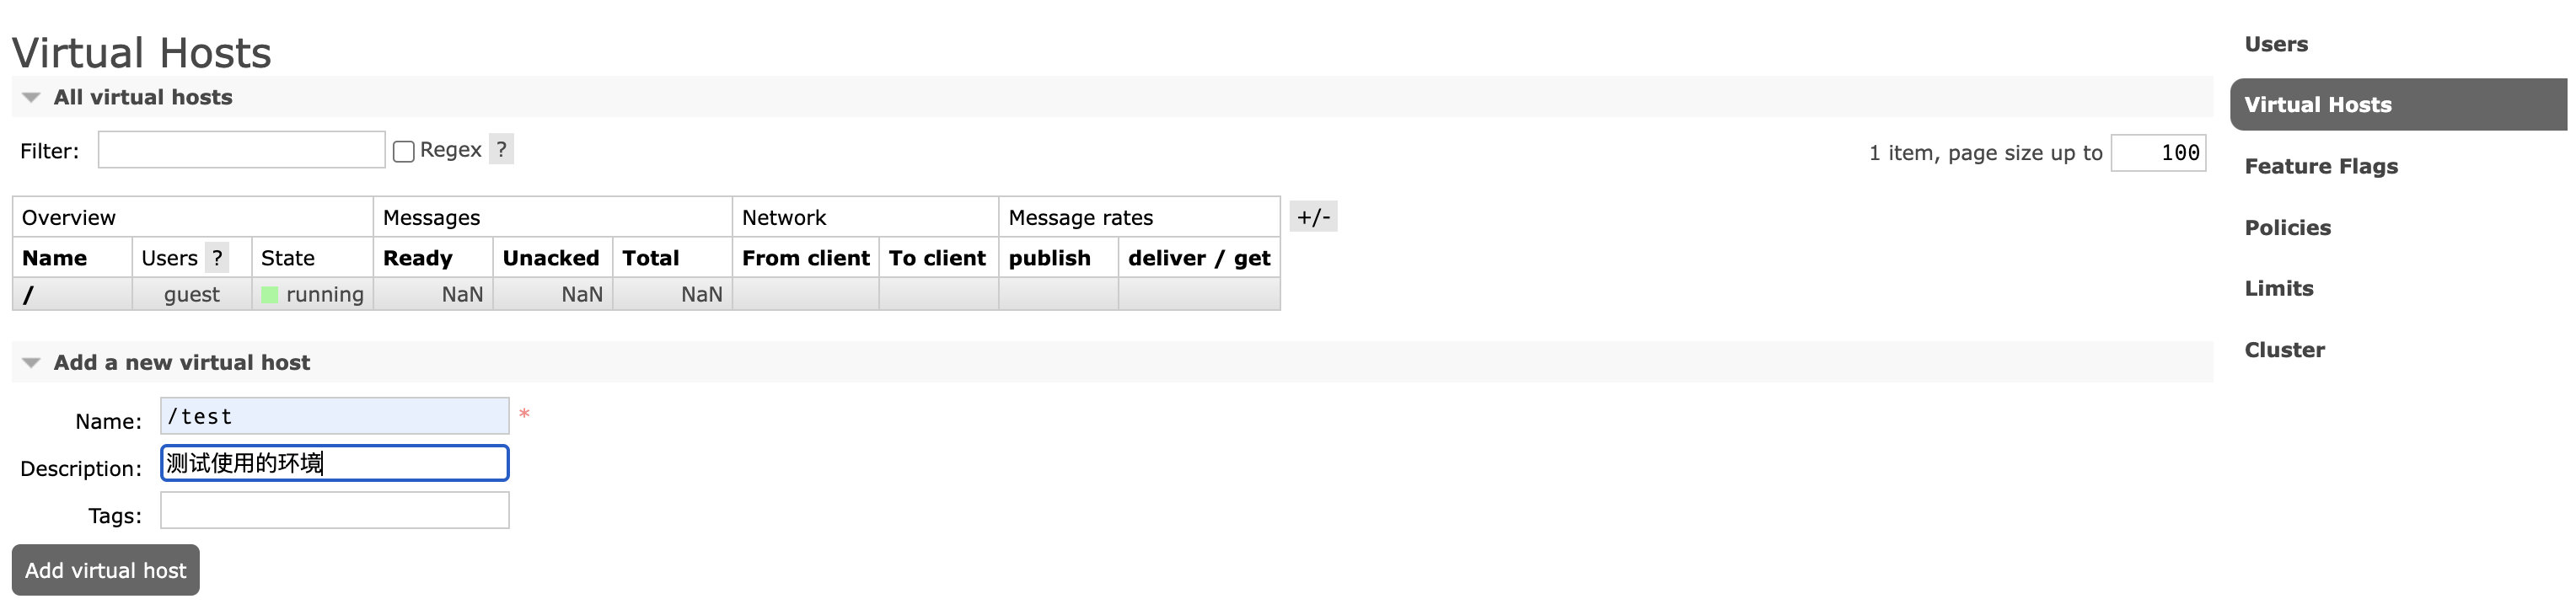 Virtual Hosts
All virtual hosts
Filter: Regex ? 1 item, page size up to 100
Overview Messages Network Message rates +/-
Name Users ? State Ready Unacked Total From client To client publish deliver / get
/ guest running NaN NaN NaN
Add a new virtual host
Name: /test *
Description: 测试使用的环境
Tags:
Add virtual host
Users
Virtual Hosts
Feature Flags
Policies
Limits
Cluster